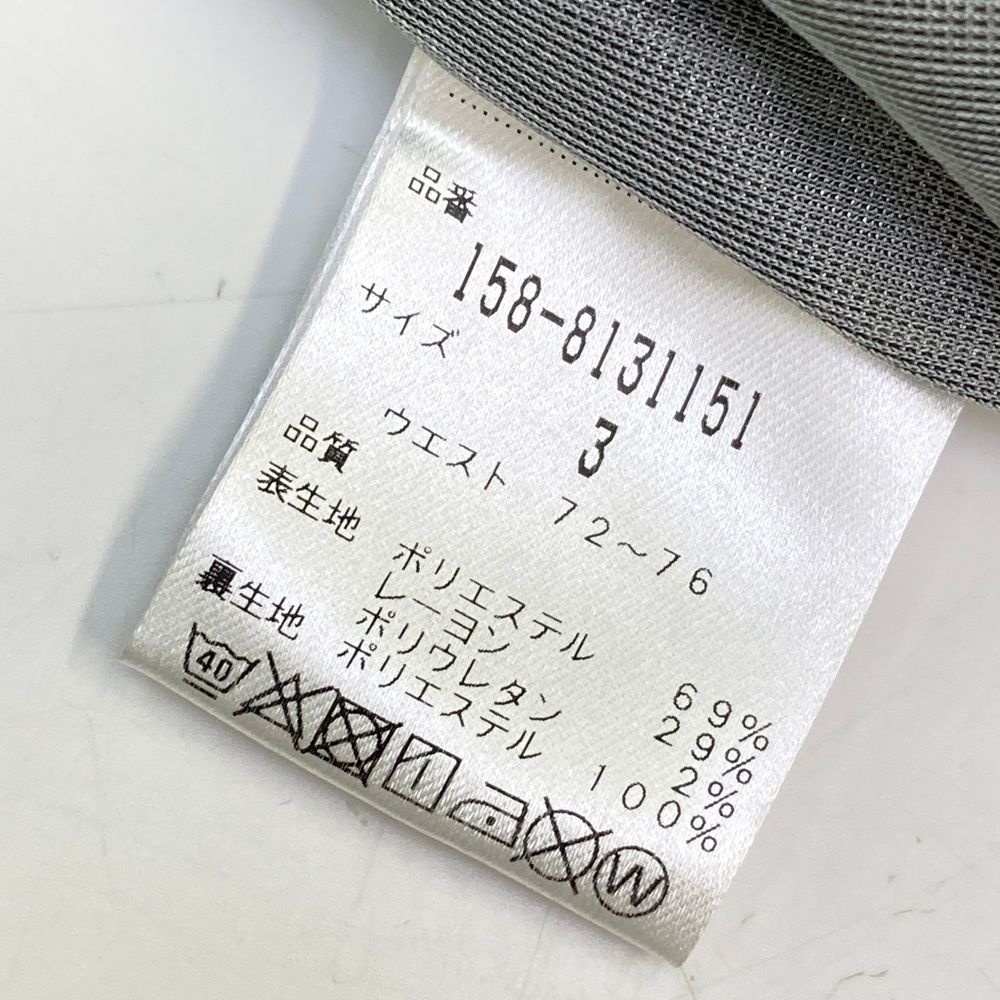 品番
158-8131151
サイズ
3
ウエスト 72～76
品質
表生地 ポリエステル 69%
レーヨン 29%
ポリウレタン 2%
裏生地 ポリエステル 100%
40
W